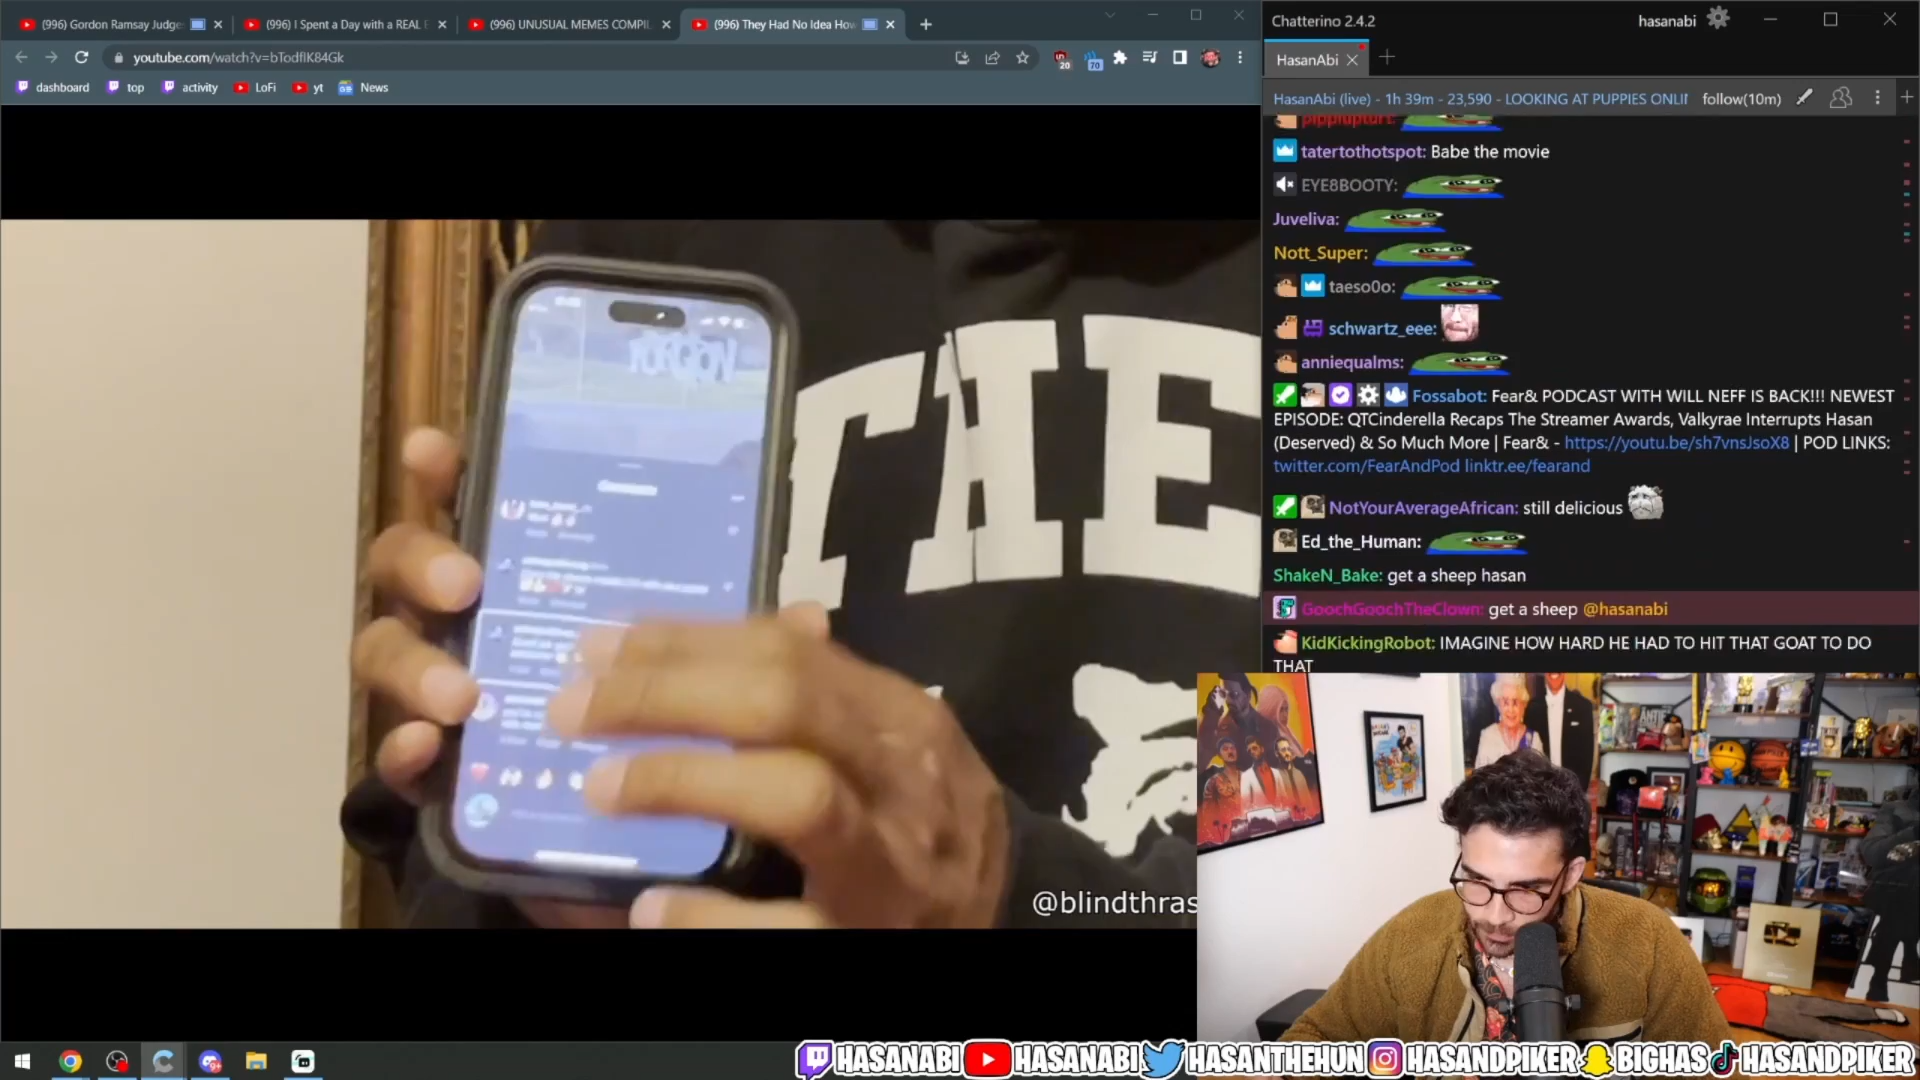 (996) Gordon Ramsay Judge
(996) I Spent a Day with a REAL
(996) UNUSUAL MEMES COMPIL
(996) They Had No Idea How
youtube.com/watch?v=bTodflK84Gk
20
70
dashboard
top
activity
LoFi
yt
News
@blindthras
Chatterino 2.4.2
hasanabi
HasanAbi
HasanAbi (live) - 1h 39m - 23,590 - LOOKING AT PUPPIES ONLI
follow(10m)
tatertothotspot: Babe the movie
EYE8BOOTY:
Juveliva:
Nott_Super:
taeso0o:
schwartz_eee:
anniequalms:
Fossabot: Fear& PODCAST WITH WILL NEFF IS BACK!!! NEWEST
EPISODE: QTCinderella Recaps The Streamer Awards, Valkyrae Interrupts Hasan
(Deserved) & So Much More | Fear& - https://youtu.be/sh7vnsJsoX8 | POD LINKS:
twitter.com/FearAndPod linktr.ee/fearand
NotYourAverageAfrican: still delicious
Ed_the_Human:
ShakeN_Bake: get a sheep hasan
GoochGoochTheClown: get a sheep @hasanabi
KidKickingRobot: IMAGINE HOW HARD HE HAD TO HIT THAT GOAT TO DO
THAT
THE
HASANABI HASANABI HASANTHEHUN HASANDPIKER BIGHAS HASANDPIKER